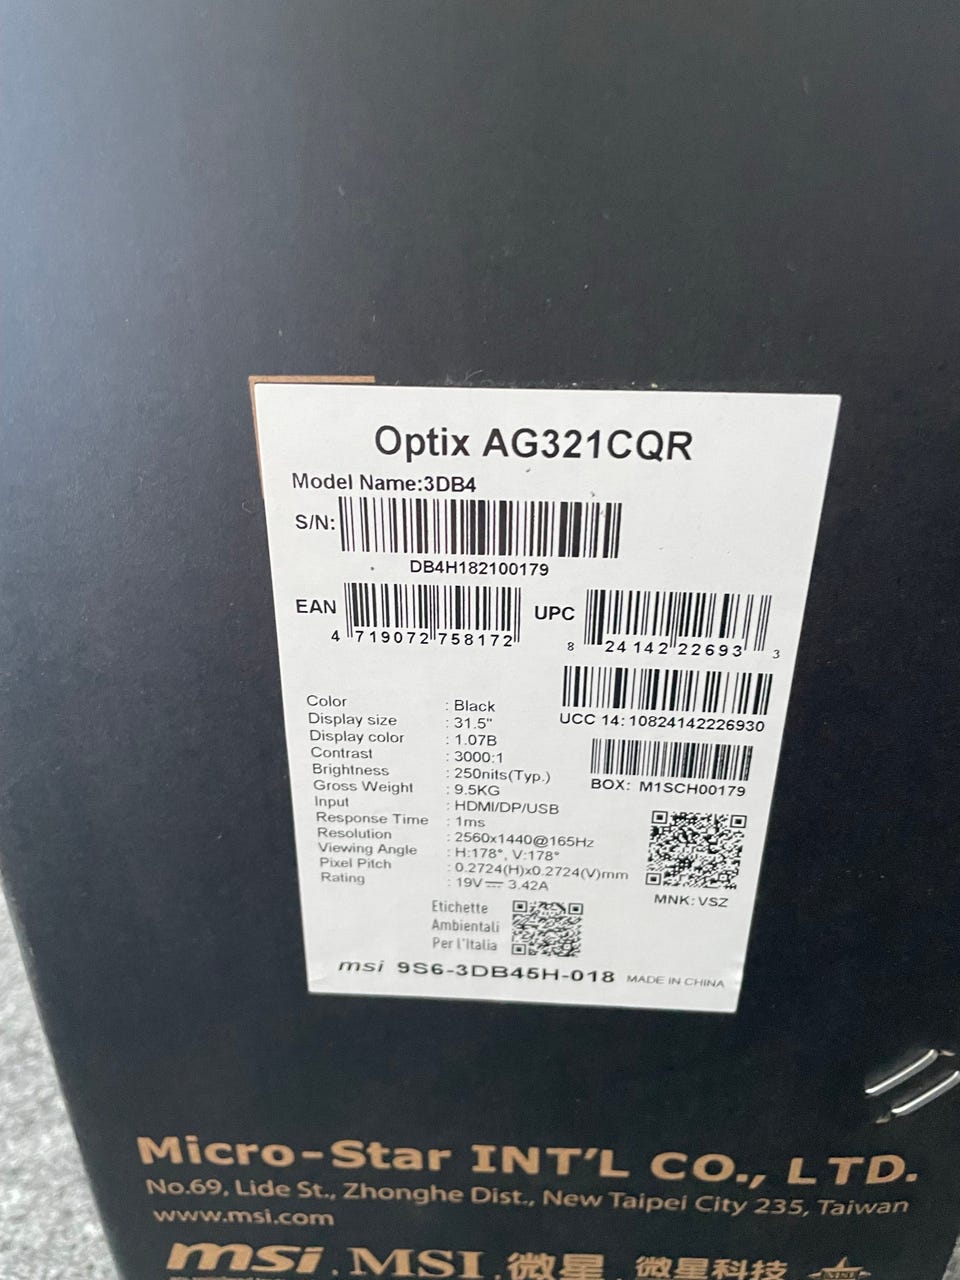 Optix AG321CQR
Model Name:3DB4
S/N:
DB4H182100179
EAN
4 719072 758172
UPC
8 24142 22693 3
UCC 14: 10824142226930
BOX: M1SCH00179
MNK: VSZ
Color : Black
Display size : 31.5"
Display color : 1.07B
Contrast : 3000:1
Brightness : 250nits(Typ.)
Gross Weight : 9.5KG
Input : HDMI/DP/USB
Response Time : 1ms
Resolution : 2560x1440@165Hz
Viewing Angle : H:178°, V:178°
Pixel Pitch : 0.2724(H)x0.2724(V)mm
Rating : 19V⎓ 3.42A
Etichette
Ambientali
Per l'Italia
msi 9S6-3DB45H-018 MADE IN CHINA
Micro-Star INT'L CO., LTD.
No.69, Lide St., Zhonghe Dist., New Taipei City 235, Taiwan
www.msi.com
msi . MSI . 微星 . 微星科技